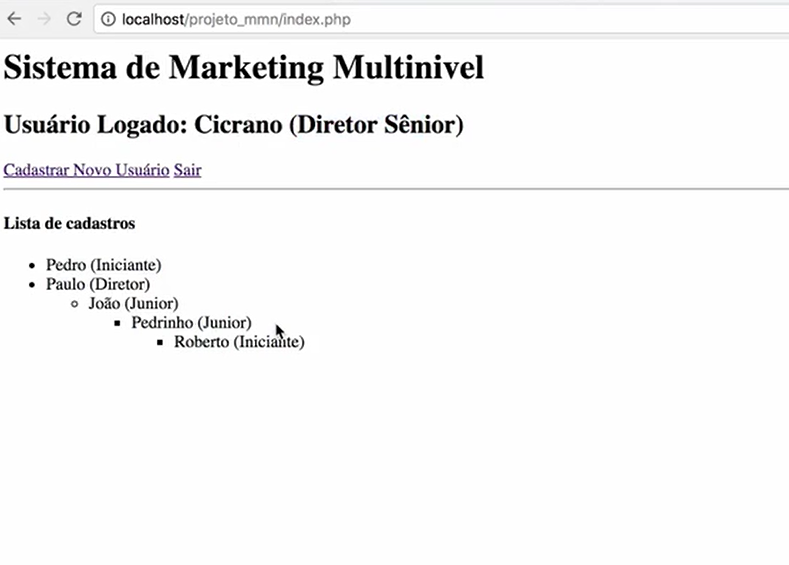 localhost/projeto_mmn/index.php
Sistema de Marketing Multinivel
Usuário Logado: Cicrano (Diretor Sênior)
Cadastrar Novo Usuário Sair
Lista de cadastros
Pedro (Iniciante)
Paulo (Diretor)
João (Junior)
Pedrinho (Junior)
Roberto (Iniciante)